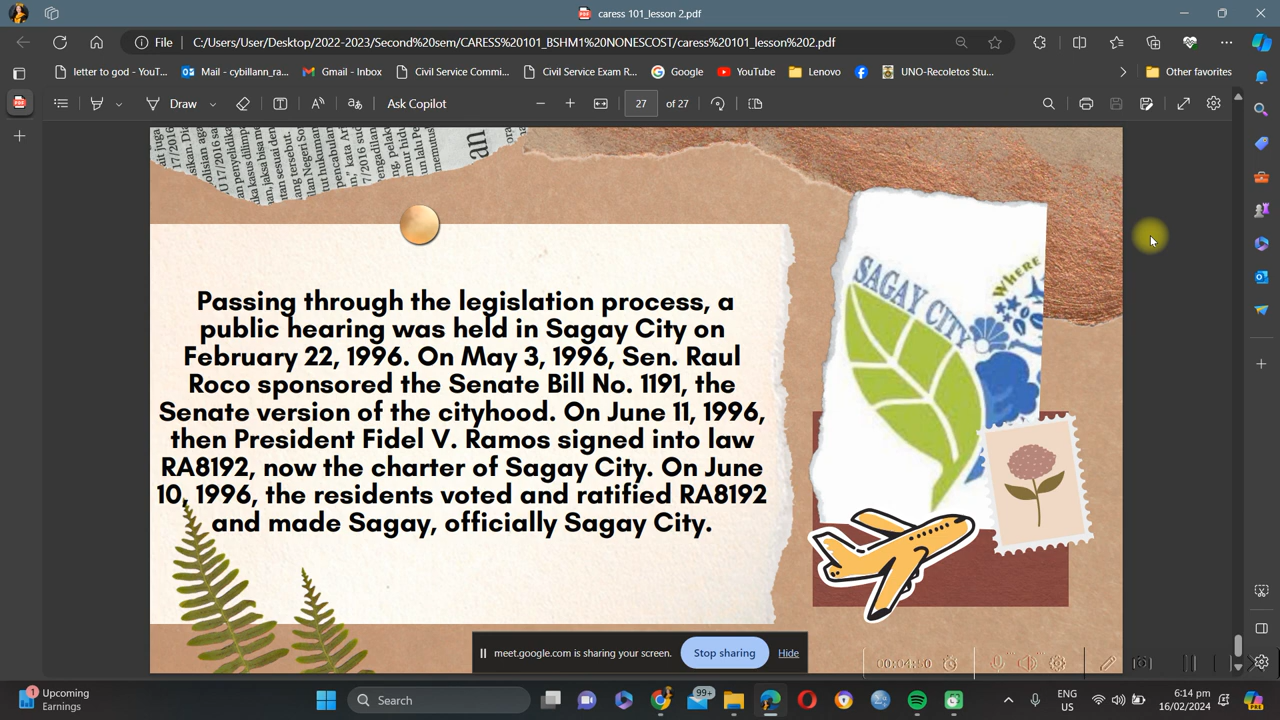 caress 101_lesson 2.pdf
File
C:/Users/User/Desktop/2022-2023/Second%20sem/CARESS%20101_BSHM1%20NONESCOST/caress%20101_lesson%202.pdf
letter to god - YouT...
Mail - cybillann_ra...
Gmail - Inbox
Civil Service Commi...
Civil Service Exam R...
Google
YouTube
Lenovo
UNO-Recoletos Stu...
Other favorites
Draw
Ask Copilot
27 of 27
Passing through the legislation process, a
public hearing was held in Sagay City on
February 22, 1996. On May 3, 1996, Sen. Raul
Roco sponsored the Senate Bill No. 1191, the
Senate version of the cityhood. On June 11, 1996,
then President Fidel V. Ramos signed into law
RA8192, now the charter of Sagay City. On June
10, 1996, the residents voted and ratified RA8192
and made Sagay, officially Sagay City.
SAGAY CITY
WHERE
meet.google.com is sharing your screen.
Stop sharing
Hide
00:04:50
1
Upcoming
Earnings
Search
99+
ENG
US
6:14 pm
16/02/2024